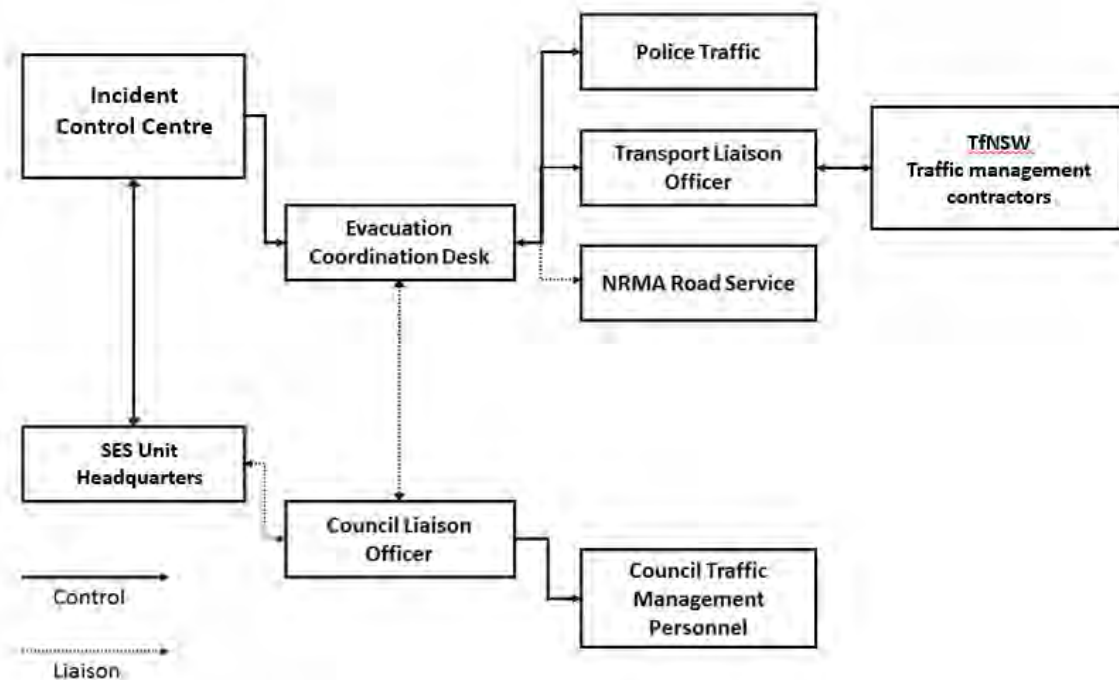 Police Traffic
Incident
Control Centre
TfNSW
Traffic management
contractors
Transport Liaison
Officer
Evacuation
Coordination Desk
NRMA Road Service
SES Unit
Headquarters
Council Liaison
Officer
Council Traffic
Management
Personnel
Control
Liaison